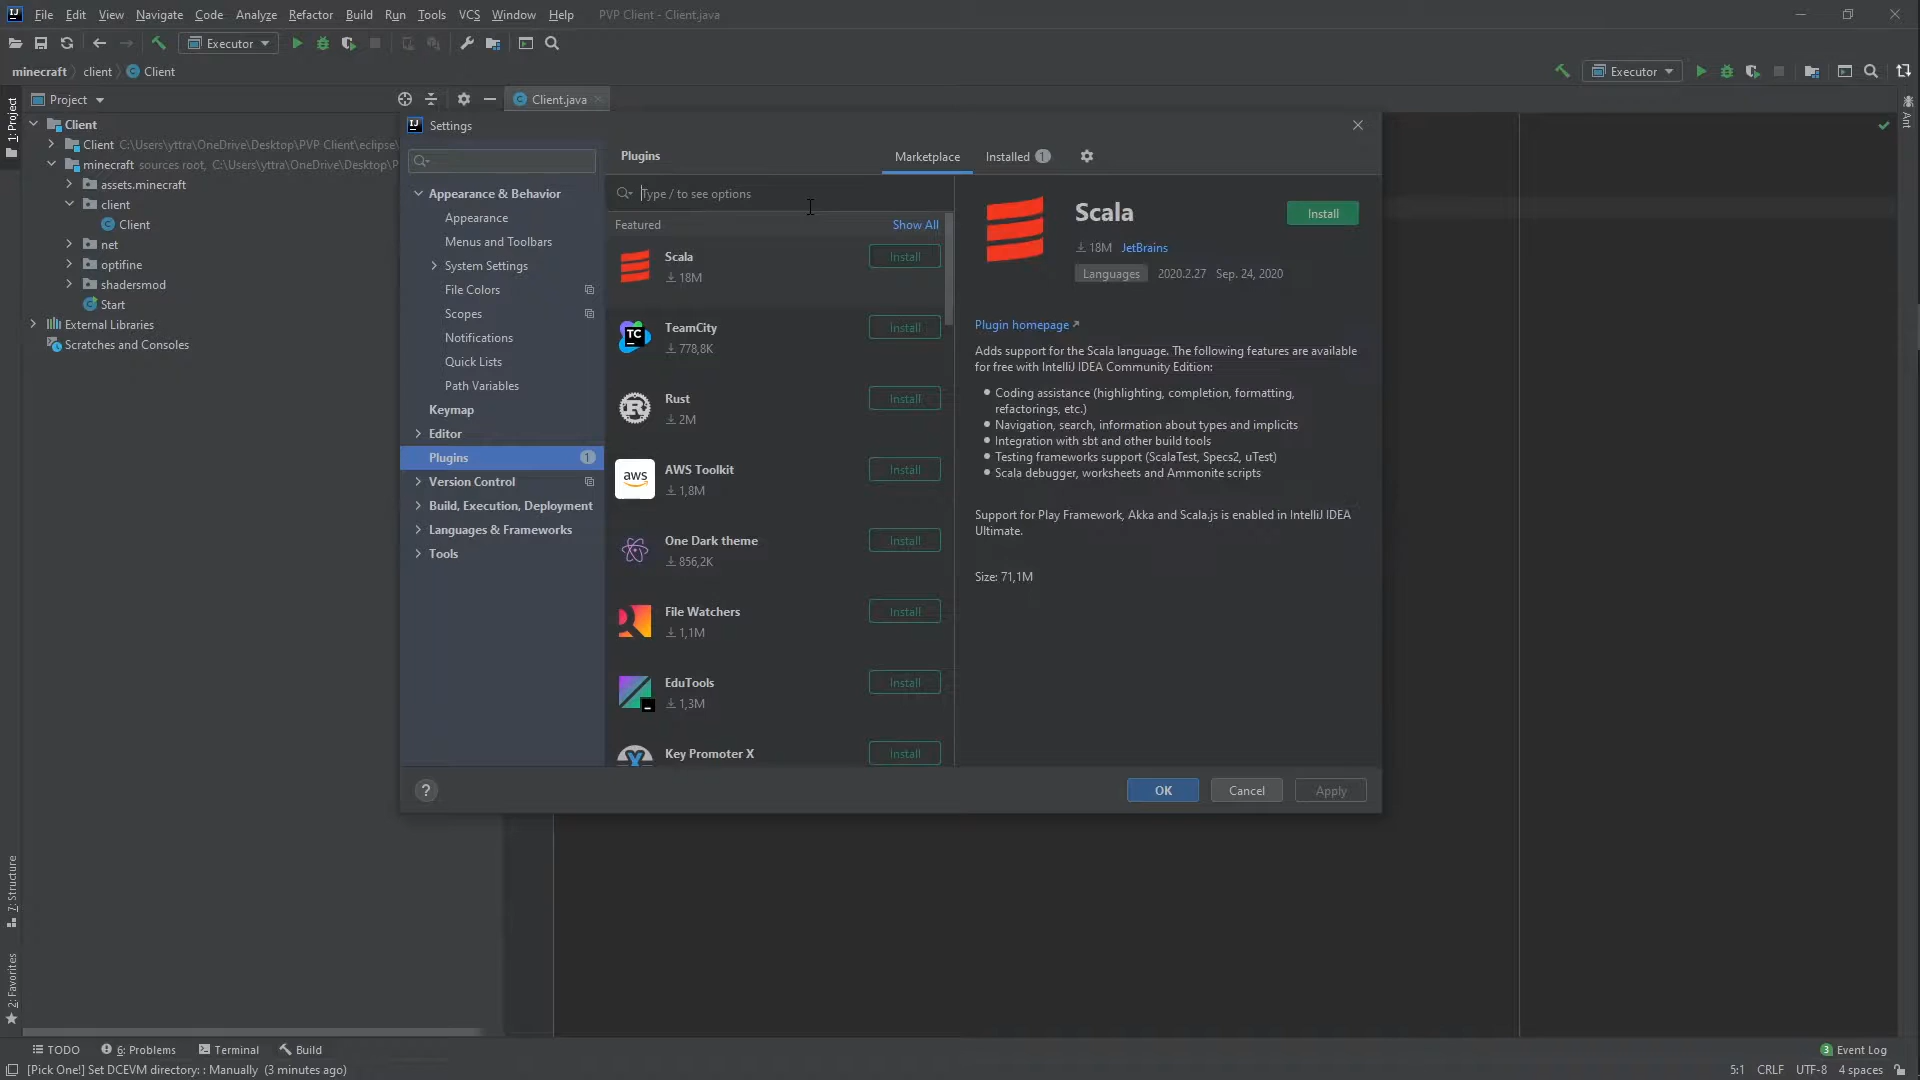 File Edit View Navigate Code Analyze Refactor Build Run Tools VCS Window Help PVP Client - Client.java
Executor
minecraft client Client
Executor
Project
Client.java
1: Project
Ant
Client
Client C:\Users\yttra\OneDrive\Desktop\PVP Client\eclipse\
minecraft sources root, C:\Users\yttra\OneDrive\Desktop\P
assets.minecraft
client
Client
net
optifine
shadersmod
Start
External Libraries
Scratches and Consoles
Settings
Appearance & Behavior
Appearance
Menus and Toolbars
System Settings
File Colors
Scopes
Notifications
Quick Lists
Path Variables
Keymap
Editor
Plugins 1
Version Control
Build, Execution, Deployment
Languages & Frameworks
Tools
Plugins
Marketplace Installed 1
Type / to see options
Featured Show All
Scala Install
18M
TeamCity Install
TC
778,8K
Rust Install
2M
AWS Toolkit Install
aws
1,8M
One Dark theme Install
856,2K
File Watchers Install
1,1M
EduTools Install
1,3M
Key Promoter X Install
Scala Install
18M JetBrains
Languages 2020.2.27 Sep. 24, 2020
Plugin homepage
Adds support for the Scala language. The following features are available
for free with IntelliJ IDEA Community Edition:
Coding assistance (highlighting, completion, formatting,
refactorings, etc.)
Navigation, search, information about types and implicits
Integration with sbt and other build tools
Testing frameworks support (ScalaTest, Specs2, uTest)
Scala debugger, worksheets and Ammonite scripts
Support for Play Framework, Akka and Scala.js is enabled in IntelliJ IDEA
Ultimate.
Size: 71,1M
? OK Cancel Apply
7: Structure
2: Favorites
TODO 6: Problems Terminal Build
3 Event Log
[Pick One!] Set DCEVM directory: : Manually (3 minutes ago)
5:1 CRLF UTF-8 4 spaces